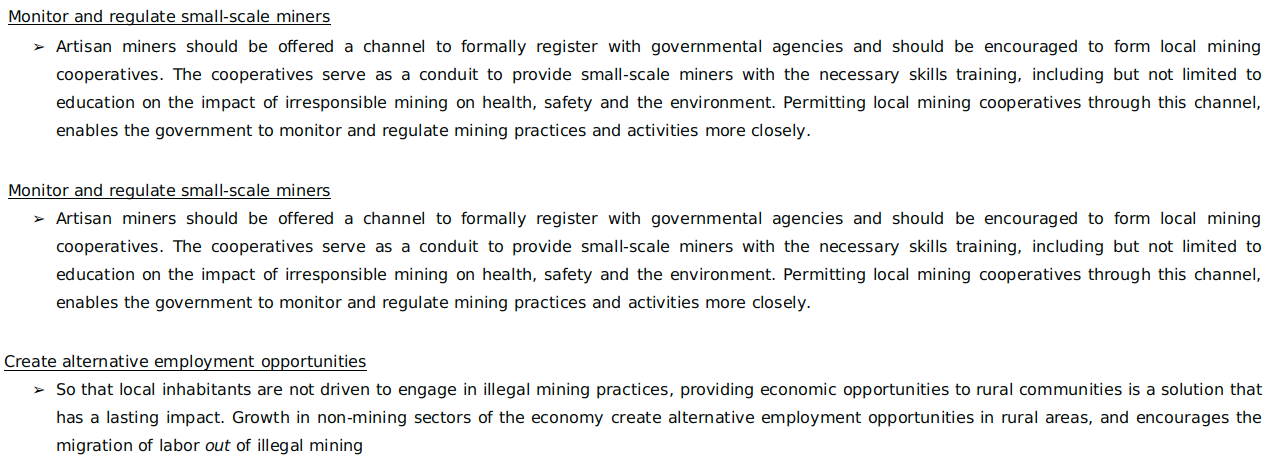 Monitor and regulate small-scale miners
➢ Artisan miners should be offered a channel to formally register with governmental agencies and should be encouraged to form local mining
cooperatives. The cooperatives serve as a conduit to provide small-scale miners with the necessary skills training, including but not limited to
education on the impact of irresponsible mining on health, safety and the environment. Permitting local mining cooperatives through this channel,
enables the government to monitor and regulate mining practices and activities more closely.
Monitor and regulate small-scale miners
➢ Artisan miners should be offered a channel to formally register with governmental agencies and should be encouraged to form local mining
cooperatives. The cooperatives serve as a conduit to provide small-scale miners with the necessary skills training, including but not limited to
education on the impact of irresponsible mining on health, safety and the environment. Permitting local mining cooperatives through this channel,
enables the government to monitor and regulate mining practices and activities more closely.
Create alternative employment opportunities
➢ So that local inhabitants are not driven to engage in illegal mining practices, providing economic opportunities to rural communities is a solution that
has a lasting impact. Growth in non-mining sectors of the economy create alternative employment opportunities in rural areas, and encourages the
migration of labor out of illegal mining